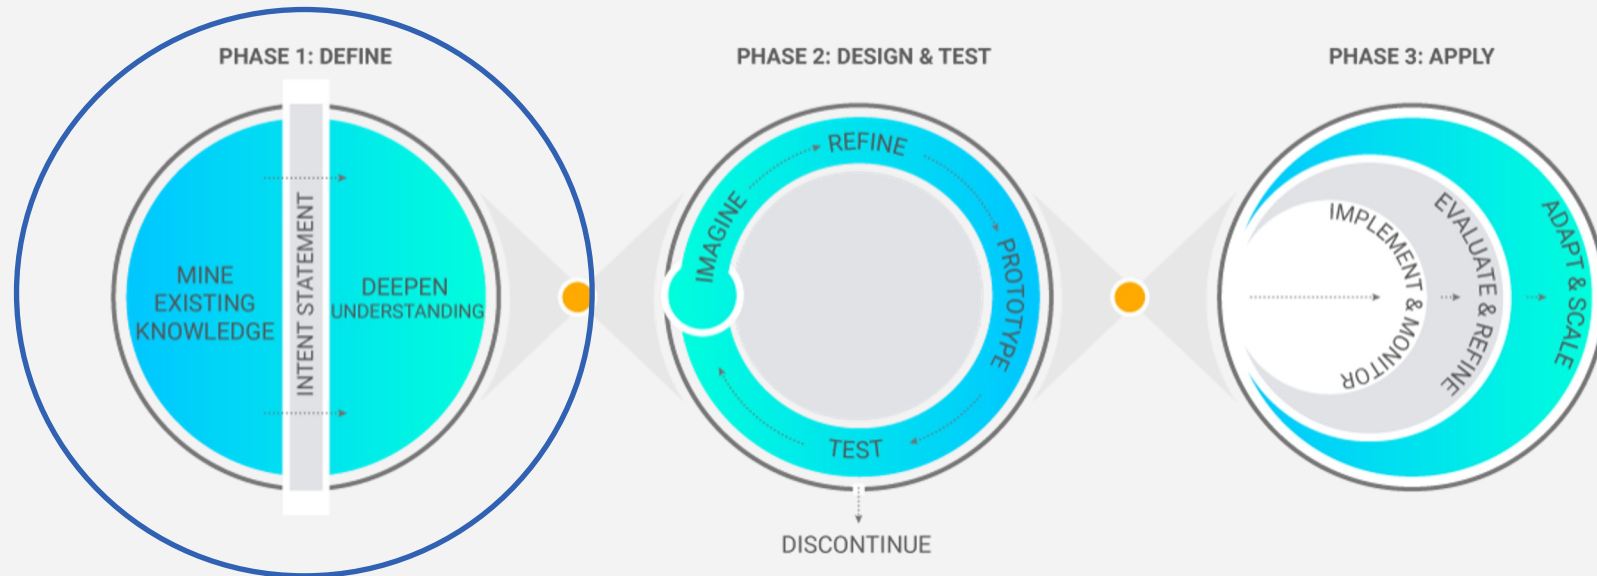 PHASE 1: DEFINE
MINE
EXISTING
KNOWLEDGE
INTENT STATEMENT
DEEPEN
UNDERSTANDING
PHASE 2: DESIGN & TEST
IMAGINE
REFINE
PROTOTYPE
TEST
DISCONTINUE
PHASE 3: APPLY
IMPLEMENT & MONITOR
EVALUATE & REFINE
ADAPT & SCALE